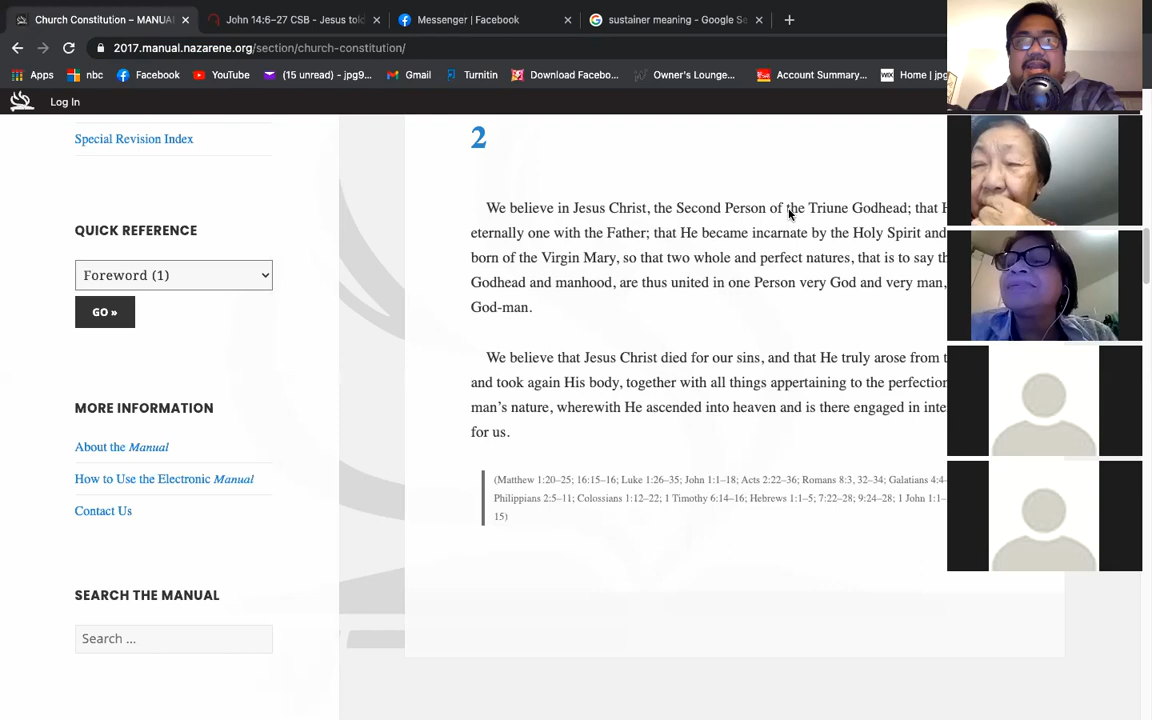 Church Constitution – MANUA
John 14:6–27 CSB - Jesus told
Messenger | Facebook
sustainer meaning - Google Se
2017.manual.nazarene.org/section/church-constitution/
Apps
nbc
Facebook
YouTube
(15 unread) - jpg9...
Gmail
Turnitin
Download Facebo...
Owner's Lounge...
Account Summary...
WIX
Home | jpg
Log In
Special Revision Index
QUICK REFERENCE
Foreword (1)
GO »
MORE INFORMATION
About the Manual
How to Use the Electronic Manual
Contact Us
SEARCH THE MANUAL
Search ...
2
We believe in Jesus Christ, the Second Person of the Triune Godhead; that H
eternally one with the Father; that He became incarnate by the Holy Spirit and
born of the Virgin Mary, so that two whole and perfect natures, that is to say th
Godhead and manhood, are thus united in one Person very God and very man,
God-man.
We believe that Jesus Christ died for our sins, and that He truly arose from t
and took again His body, together with all things appertaining to the perfection
man’s nature, wherewith He ascended into heaven and is there engaged in inte
for us.
(Matthew 1:20–25; 16:15–16; Luke 1:26–35; John 1:1–18; Acts 2:22–36; Romans 8:3, 32–34; Galatians 4:4–
Philippians 2:5–11; Colossians 1:12–22; 1 Timothy 6:14–16; Hebrews 1:1–5; 7:22–28; 9:24–28; 1 John 1:1–
15)